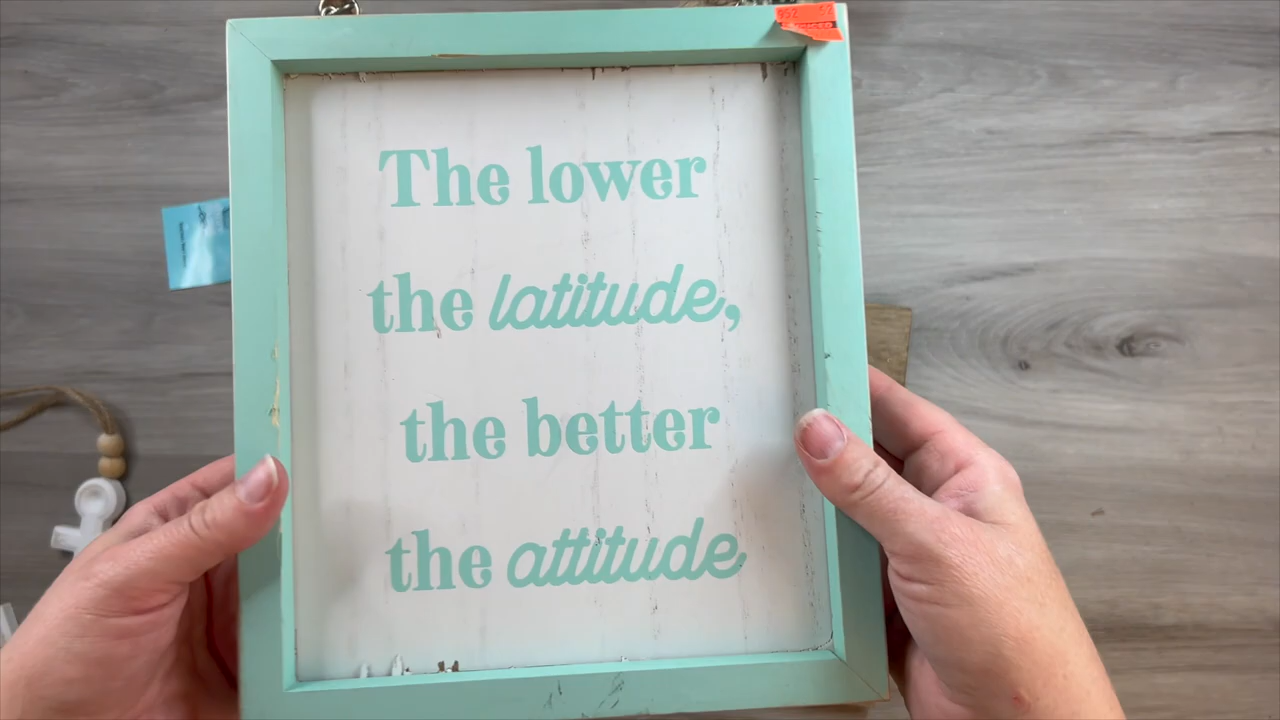 The lower
the latitude,
the better
the attitude